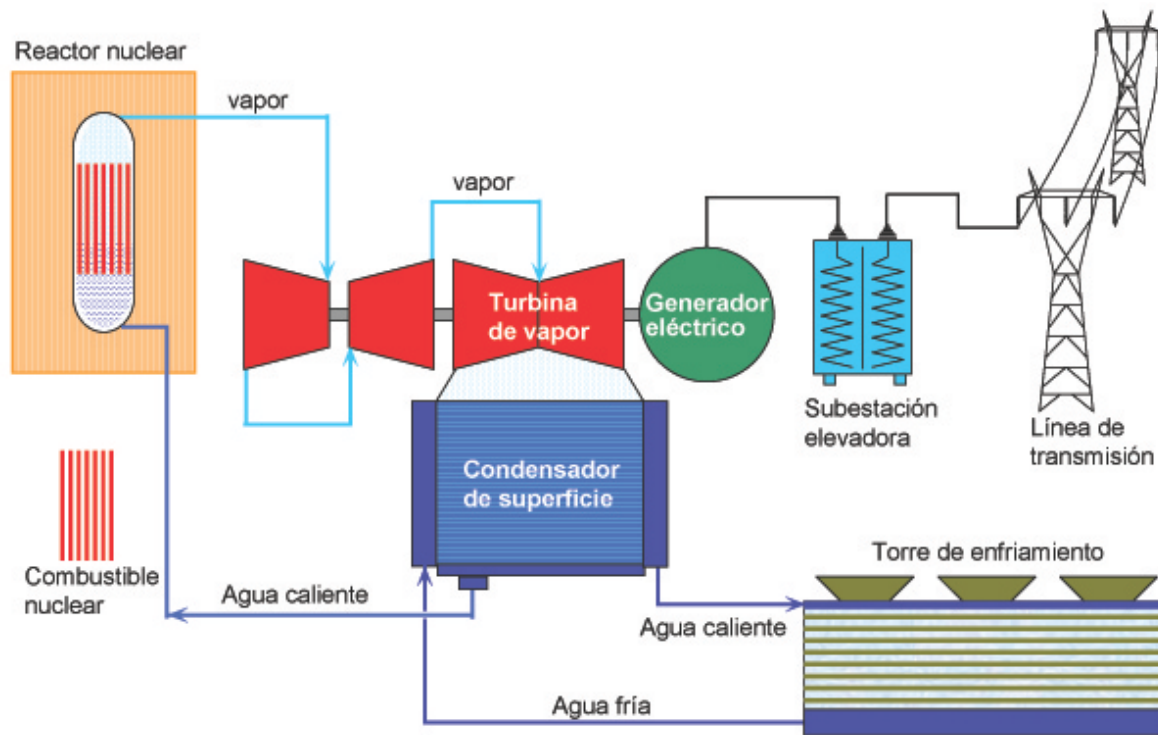 Reactor nuclear
vapor
vapor
Turbina
de vapor
Generador
eléctrico
Subestación
elevadora
Línea de
transmisión
Condensador
de superficie
Combustible
nuclear
Agua caliente
Torre de enfriamiento
Agua caliente
Agua fría